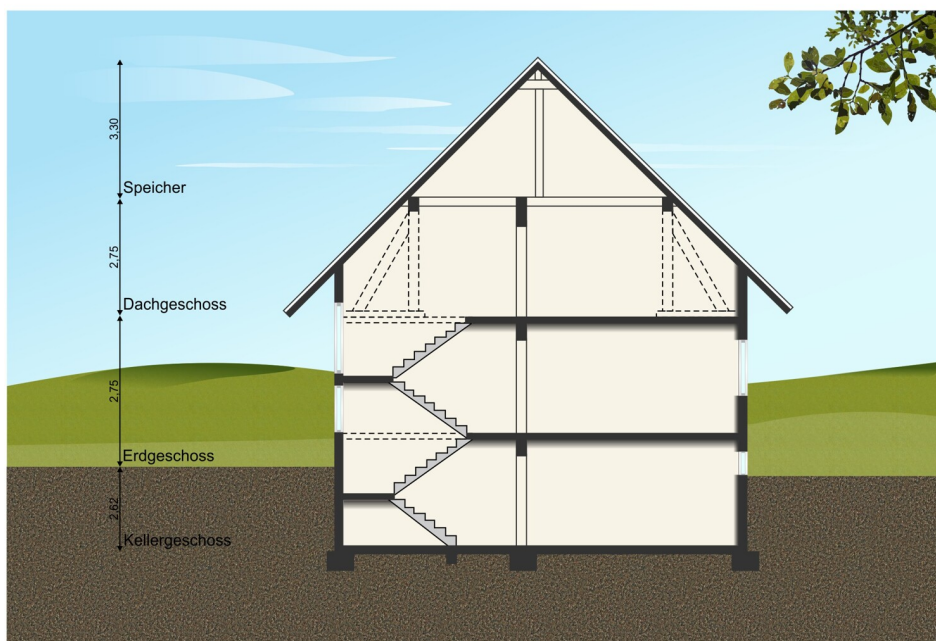 3,30
Speicher
2,75
Dachgeschoss
2,75
Erdgeschoss
2,62
Kellergeschoss